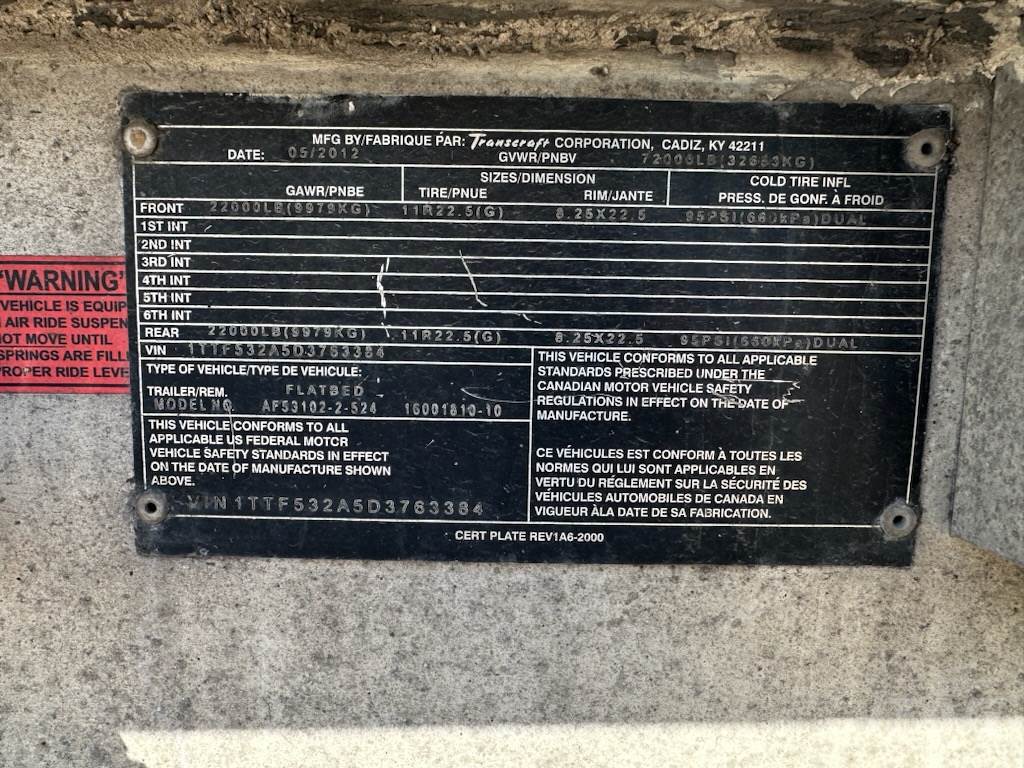 MFG BY/FABRIQUE PAR: Transcraft CORPORATION, CADIZ, KY 42211
DATE: 05/2012 GVWR/PNBV 72000LB(32653KG)
GAWR/PNBE SIZES/DIMENSION TIRE/PNUE RIM/JANTE COLD TIRE INFL PRESS. DE GONF. À FROID
FRONT 22000LB(9979KG) 11R22.5(G) 8.25X22.5 95PSI(660kPa)DUAL
1ST INT
2ND INT
3RD INT
4TH INT
5TH INT
6TH INT
REAR 22000LB(9979KG) 11R22.5(G) 8.25X22.5 95PSI(660kPa)DUAL
VIN 1TTF532A5D3763384
TYPE OF VEHICLE/TYPE DE VEHICULE:
TRAILER/REM. FLATBED
MODEL NO. AF53102-2-524 16001810-10
THIS VEHICLE CONFORMS TO ALL
APPLICABLE US FEDERAL MOTOR
VEHICLE SAFETY STANDARDS IN EFFECT
ON THE DATE OF MANUFACTURE SHOWN
ABOVE.
VIN 1TTF532A5D3763384
THIS VEHICLE CONFORMS TO ALL APPLICABLE
STANDARDS PRESCRIBED UNDER THE
CANADIAN MOTOR VEHICLE SAFETY
REGULATIONS IN EFFECT ON THE DATE OF
MANUFACTURE.
CE VÉHICULES EST CONFORM À TOUTES LES
NORMES QUI LUI SONT APPLICABLES EN
VERTU DU RÉGLEMENT SUR LA SÉCURITÉ DES
VÉHICULES AUTOMOBILES DE CANADA EN
VIGUEUR ÀLA DATE DE SA FABRICATION.
CERT PLATE REV1A6-2000
"WARNING"
VEHICLE IS EQUIP
AIR RIDE SUSPEN
NOT MOVE UNTIL
SPRINGS ARE FILL
PROPER RIDE LEVE